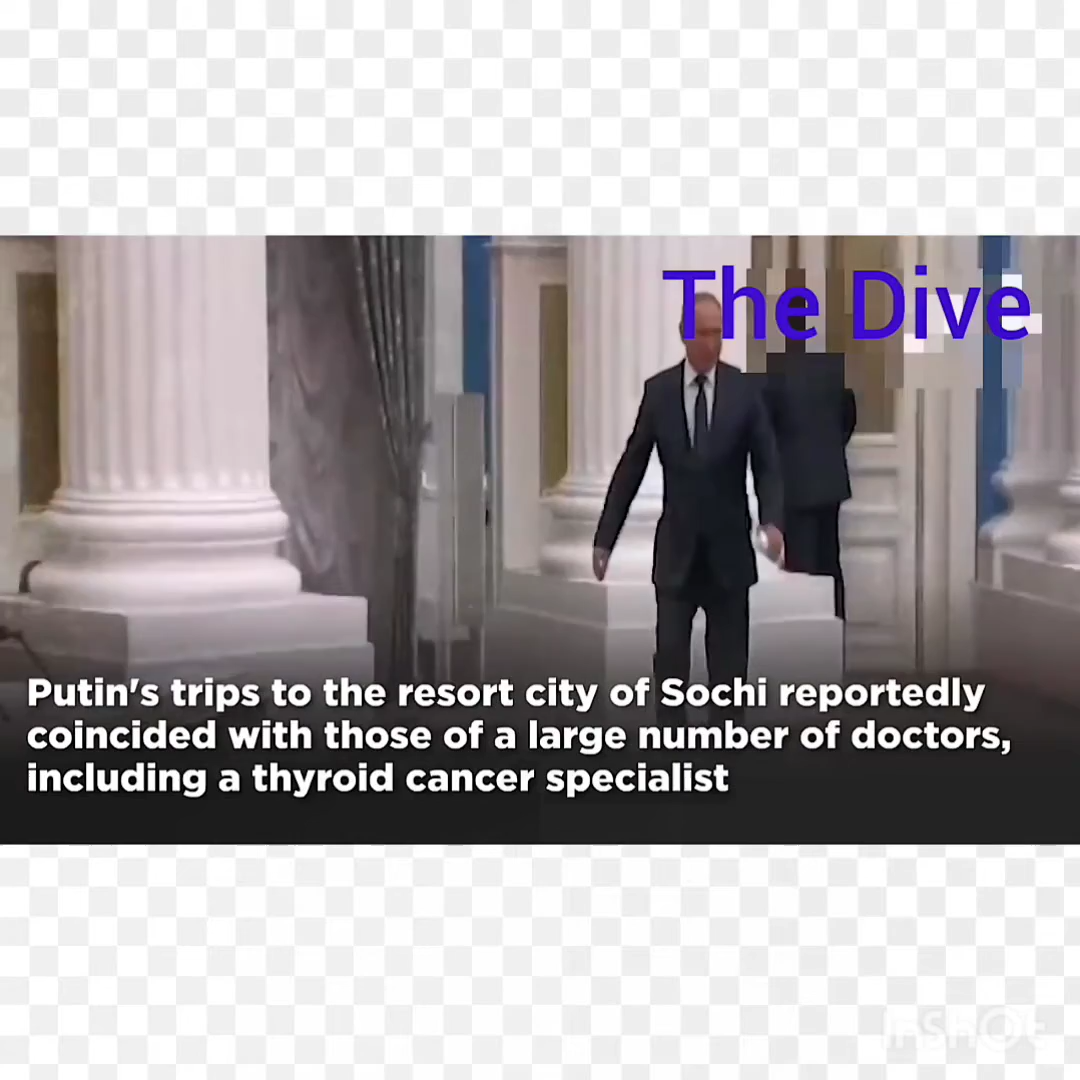 The Dive
Putin's trips to the resort city of Sochi reportedly
coincided with those of a large number of doctors,
including a thyroid cancer specialist
InShOt